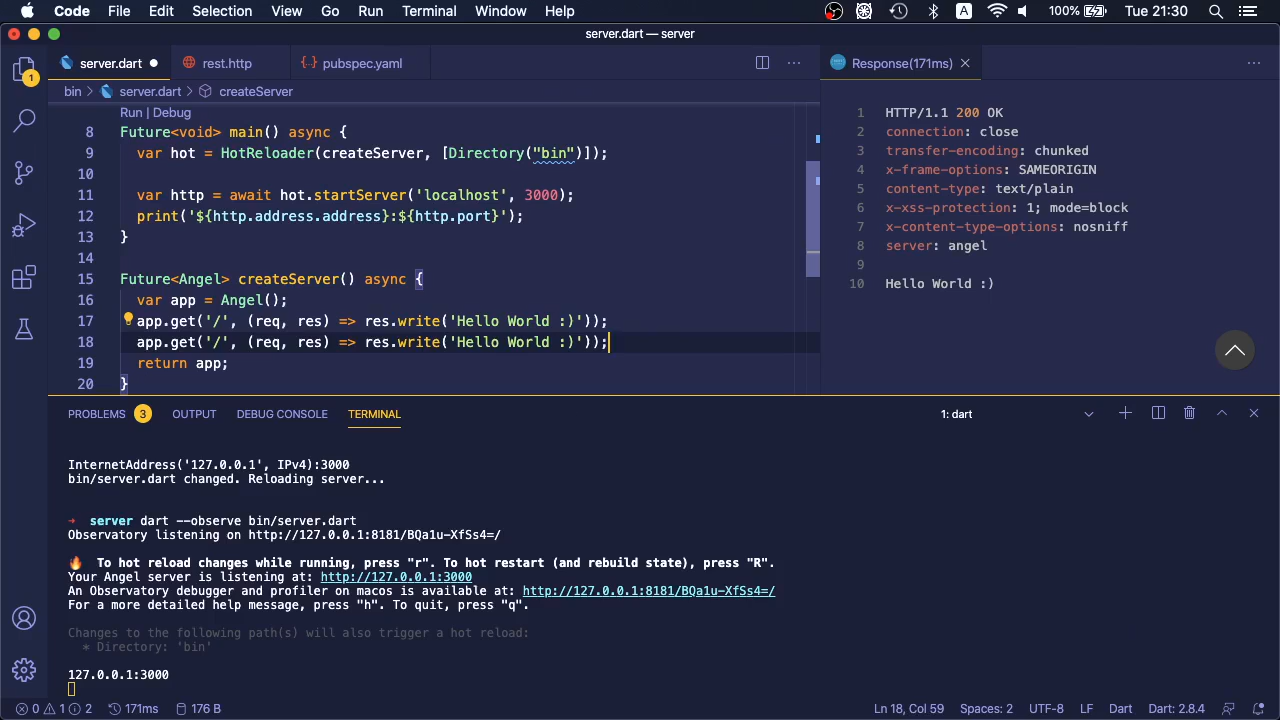 Code File Edit Selection View Go Run Terminal Window Help A 100% Tue 21:30
server.dart — server
server.dart rest.http pubspec.yaml Response(171ms)
1
bin server.dart createServer
Run | Debug
8 Future<void> main() async {
9 var hot = HotReloader(createServer, [Directory("bin")]);
10
11 var http = await hot.startServer('localhost', 3000);
12 print('${http.address.address}:${http.port}');
13 }
14
15 Future<Angel> createServer() async {
16 var app = Angel();
17 app.get('/', (req, res) => res.write('Hello World :)'));
18 app.get('/', (req, res) => res.write('Hello World :)'));
19 return app;
20 }
1 HTTP/1.1 200 OK
2 connection: close
3 transfer-encoding: chunked
4 x-frame-options: SAMEORIGIN
5 content-type: text/plain
6 x-xss-protection: 1; mode=block
7 x-content-type-options: nosniff
8 server: angel
9
10 Hello World :)
PROBLEMS 3 OUTPUT DEBUG CONSOLE TERMINAL 1: dart
InternetAddress('127.0.0.1', IPv4):3000
bin/server.dart changed. Reloading server...
→ server dart --observe bin/server.dart
Observatory listening on http://127.0.0.1:8181/BQa1u-XfSs4=/
🔥 To hot reload changes while running, press "r". To hot restart (and rebuild state), press "R".
Your Angel server is listening at: http://127.0.0.1:3000
An Observatory debugger and profiler on macos is available at: http://127.0.0.1:8181/BQa1u-XfSs4=/
For a more detailed help message, press "h". To quit, press "q".
Changes to the following path(s) will also trigger a hot reload:
* Directory: 'bin'
127.0.0.1:3000
0 1 2 171ms 176 B Ln 18, Col 59 Spaces: 2 UTF-8 LF Dart Dart: 2.8.4